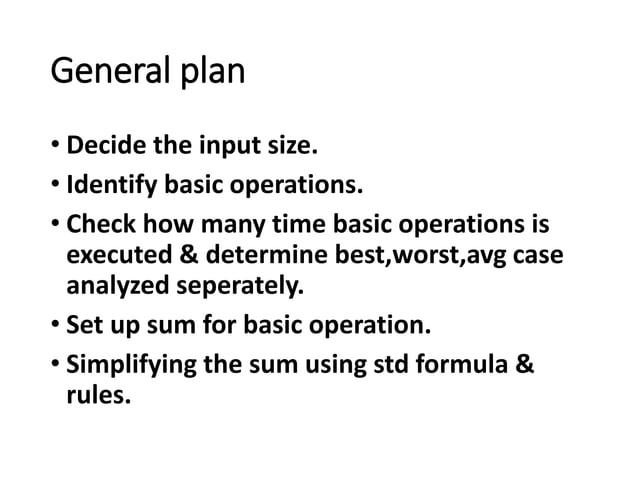 General plan
• Decide the input size.
• Identify basic operations.
• Check how many time basic operations is
executed & determine best,worst,avg case
analyzed seperately.
• Set up sum for basic operation.
• Simplifying the sum using std formula &
rules.